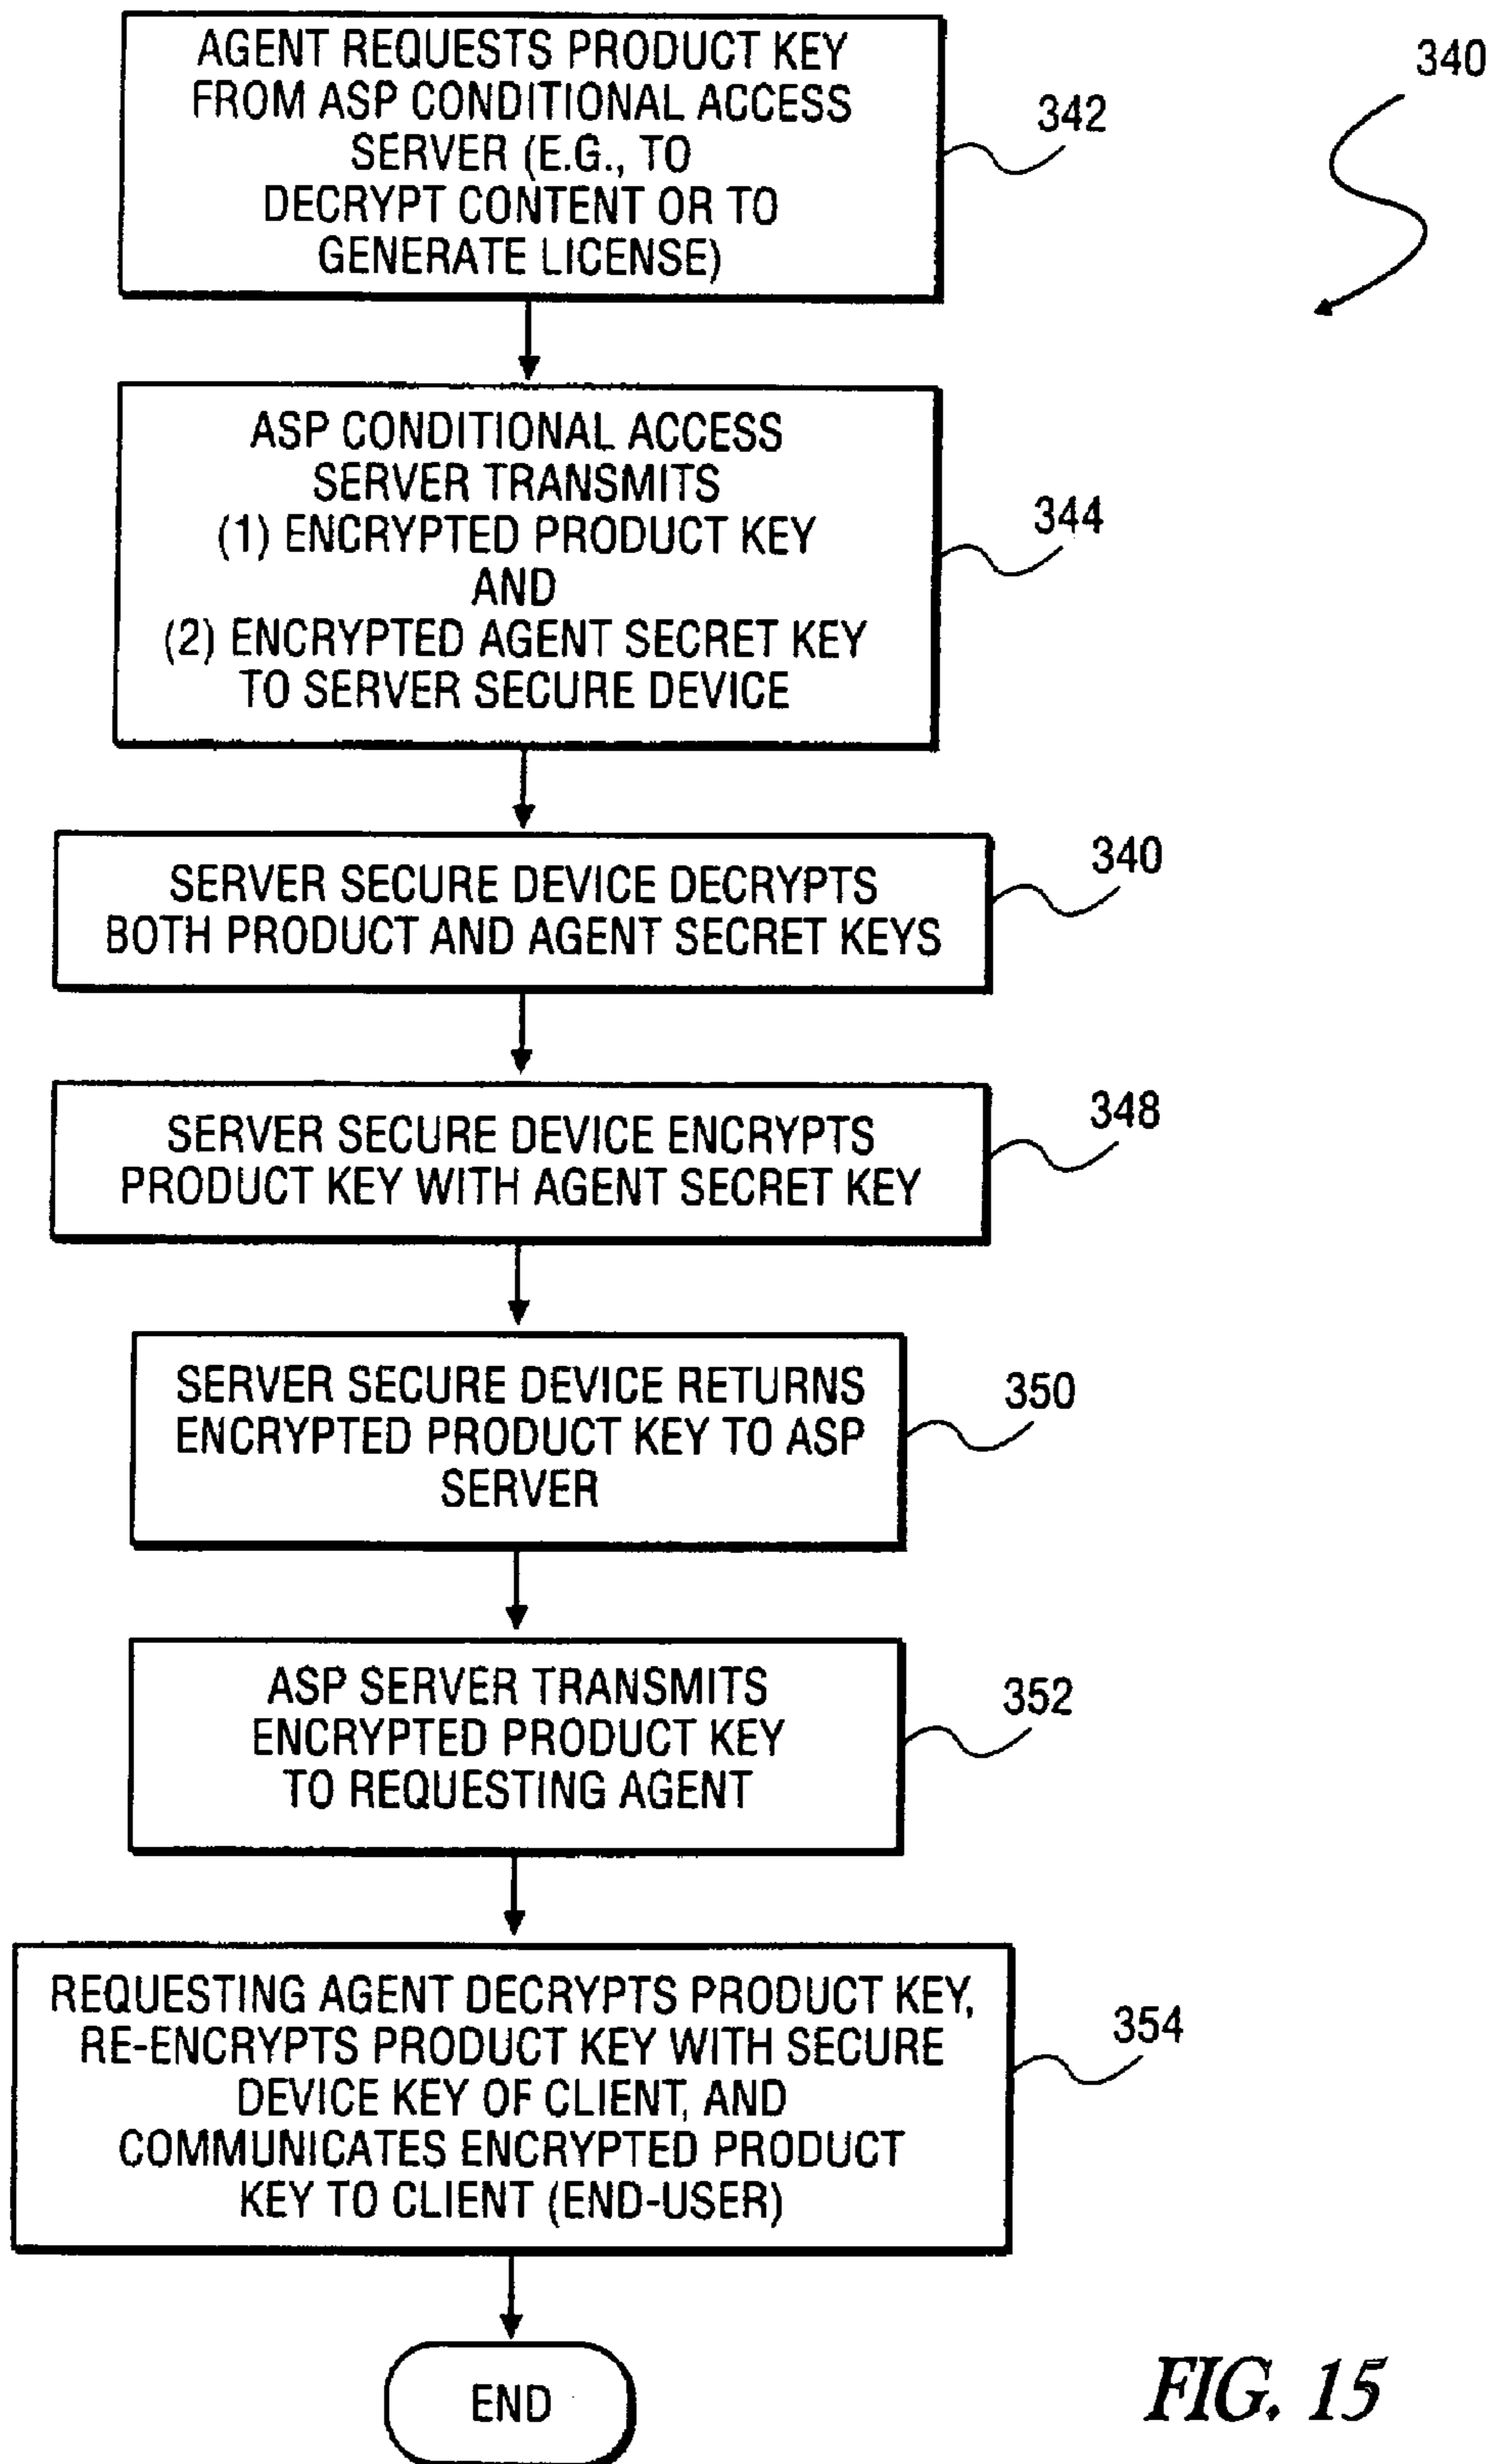 AGENT REQUESTS PRODUCT KEY
FROM ASP CONDITIONAL ACCESS
SERVER (E.G., TO
DECRYPT CONTENT OR TO
GENERATE LICENSE)
342
340
ASP CONDITIONAL ACCESS
SERVER TRANSMITS
(1) ENCRYPTED PRODUCT KEY
AND
(2) ENCRYPTED AGENT SECRET KEY
TO SERVER SECURE DEVICE
344
SERVER SECURE DEVICE DECRYPTS
BOTH PRODUCT AND AGENT SECRET KEYS
340
SERVER SECURE DEVICE ENCRYPTS
PRODUCT KEY WITH AGENT SECRET KEY
348
SERVER SECURE DEVICE RETURNS
ENCRYPTED PRODUCT KEY TO ASP
SERVER
350
ASP SERVER TRANSMITS
ENCRYPTED PRODUCT KEY
TO REQUESTING AGENT
352
REQUESTING AGENT DECRYPTS PRODUCT KEY,
RE-ENCRYPTS PRODUCT KEY WITH SECURE
DEVICE KEY OF CLIENT, AND
COMMUNICATES ENCRYPTED PRODUCT
KEY TO CLIENT (END-USER)
354
END
FIG. 15